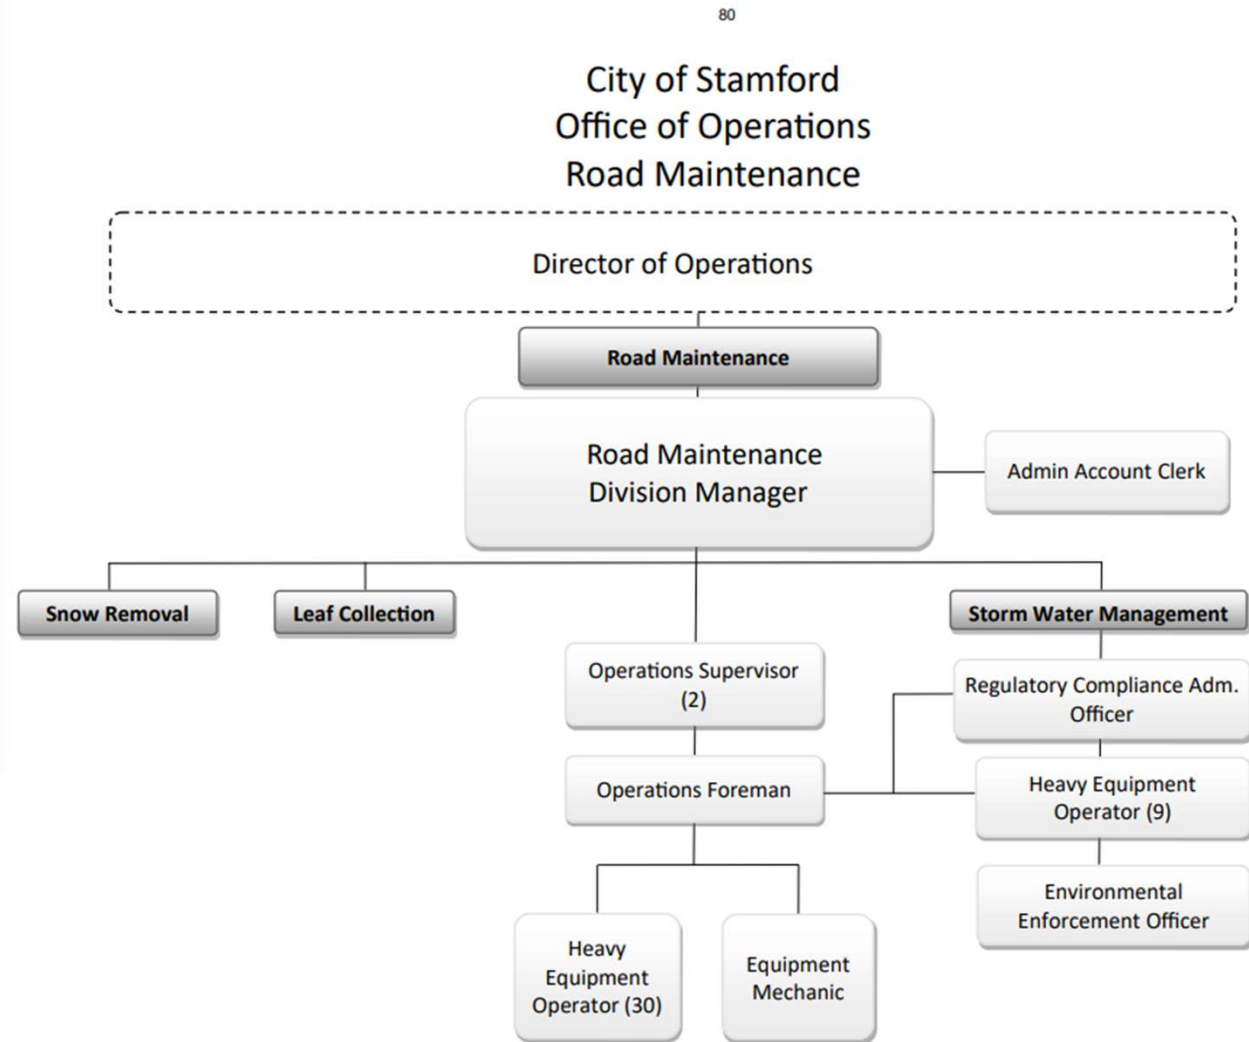 80
City of Stamford
Office of Operations
Road Maintenance
Director of Operations
Road Maintenance
Road Maintenance
Division Manager
Admin Account Clerk
Snow Removal
Leaf Collection
Storm Water Management
Operations Supervisor
(2)
Regulatory Compliance Adm.
Officer
Operations Foreman
Heavy Equipment
Operator (9)
Environmental
Enforcement Officer
Heavy
Equipment
Operator (30)
Equipment
Mechanic